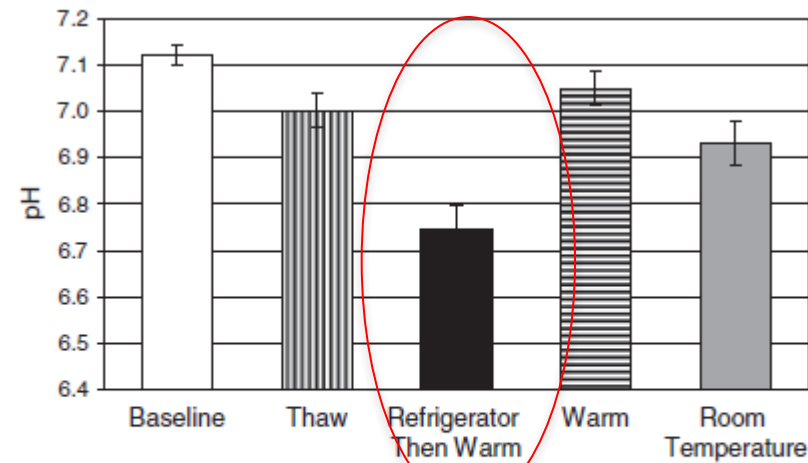 7.2
7.1
7.0
6.9
6.8
6.7
6.6
6.5
6.4
pH
Baseline
Thaw
Refrigerator
Then Warm
Warm
Room
Temperature